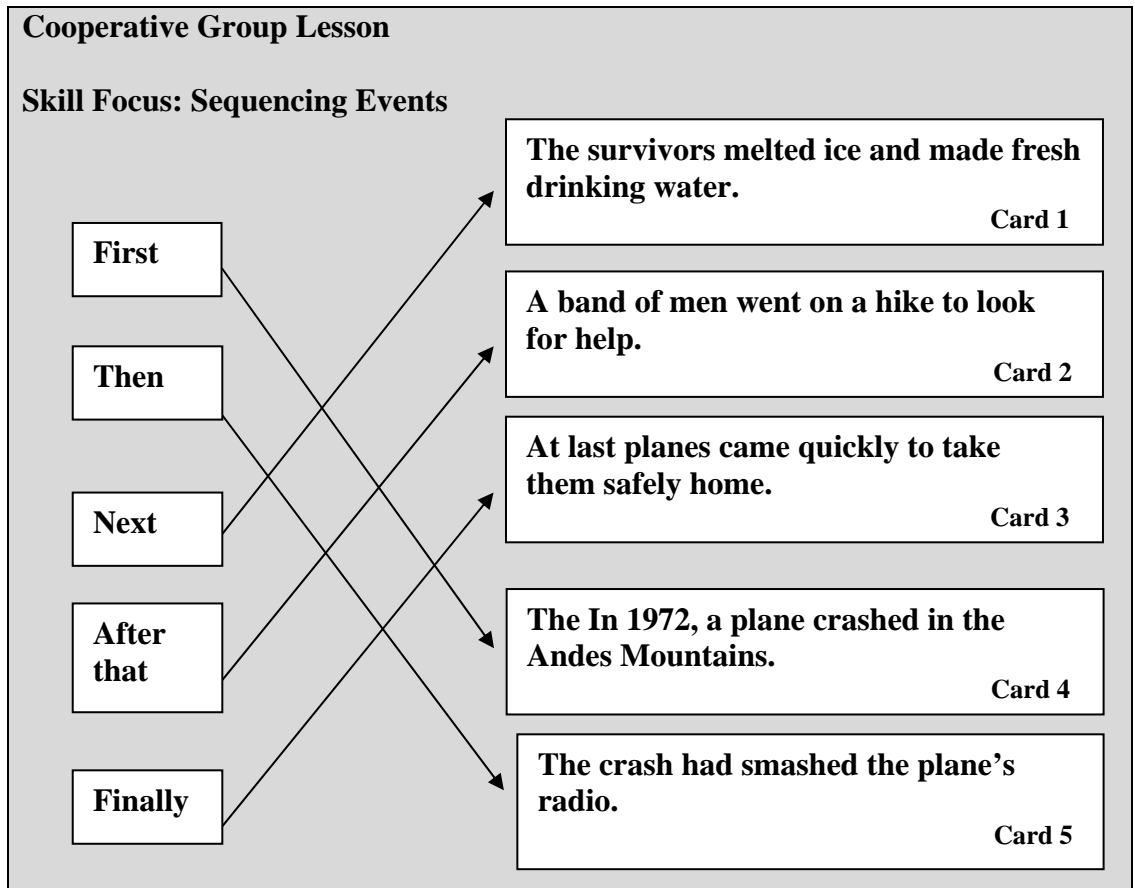 Cooperative Group Lesson
Skill Focus: Sequencing Events
First
Then
Next
After
that
Finally
The survivors melted ice and made fresh
drinking water.
Card 1
A band of men went on a hike to look
for help.
Card 2
At last planes came quickly to take
them safely home.
Card 3
The In 1972, a plane crashed in the
Andes Mountains.
Card 4
The crash had smashed the plane’s
radio.
Card 5